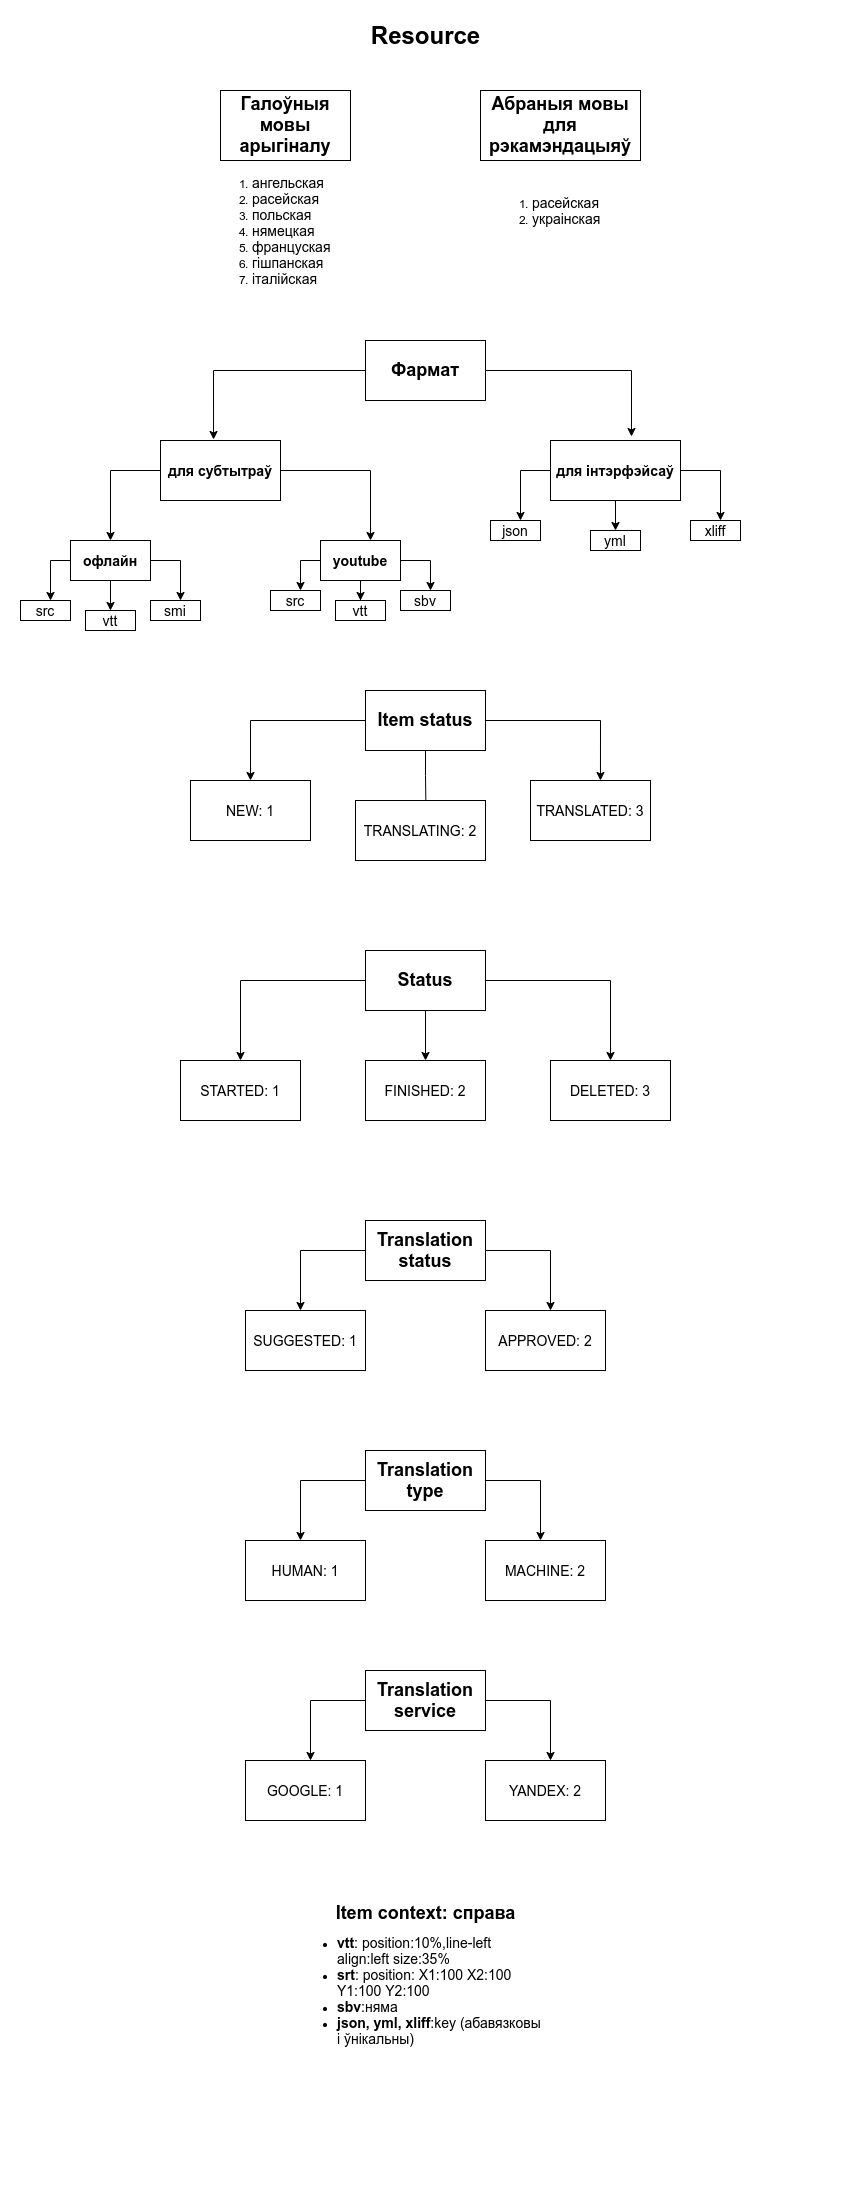 Resource
Галоўныя
мовы
арыгіналу
1. ангельская
2. расейская
3. польская
4. нямецкая
5. француская
6. гішпанская
7. італійская
Абраныя мовы
для
рэкамэндацыяў
1. расейская
2. украінская
Фармат
для субтытраў
для інтэрфэйсаў
json
yml
xliff
офлайн
youtube
src
vtt
smi
src
vtt
sbv
Item status
NEW: 1
TRANSLATING: 2
TRANSLATED: 3
Status
STARTED: 1
FINISHED: 2
DELETED: 3
Translation
status
SUGGESTED: 1
APPROVED: 2
Translation
type
HUMAN: 1
MACHINE: 2
Translation
service
GOOGLE: 1
YANDEX: 2
Item context: справа
• vtt: position:10%,line-left
align:left size:35%
• srt: position: X1:100 X2:100
Y1:100 Y2:100
• sbv:няма
• json, yml, xliff:key (абавязковы
і ўнікальны)